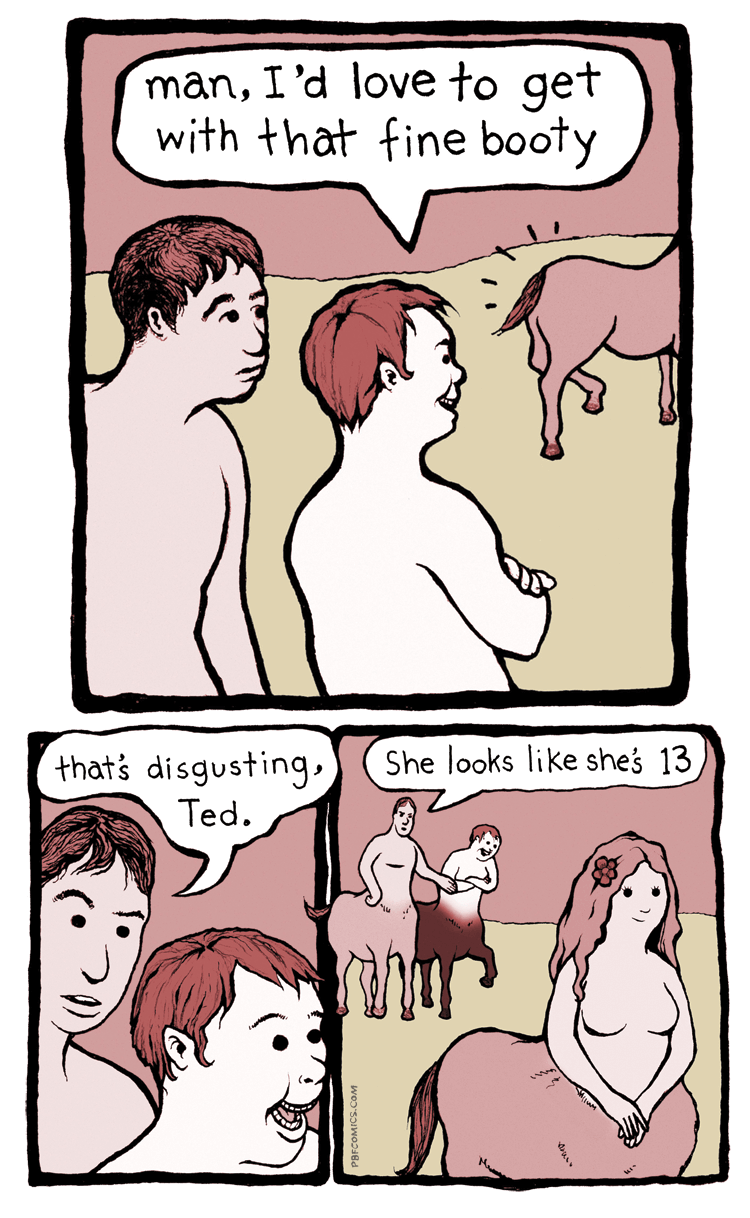 man, I'd love to get
with that fine booty
that's disgusting,
Ted.
She looks like she's 13
PBFCOMICS.COM